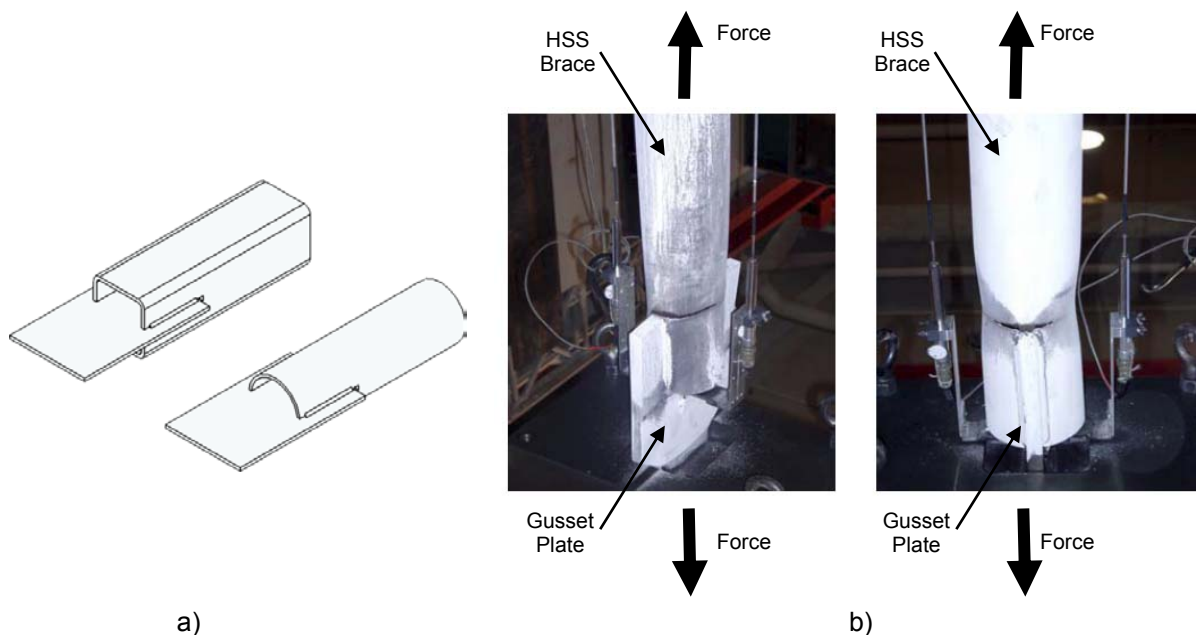 HSS
Brace
Force
HSS
Brace
Force
Gusset
Plate
Force
Gusset
Plate
Force
a)
b)